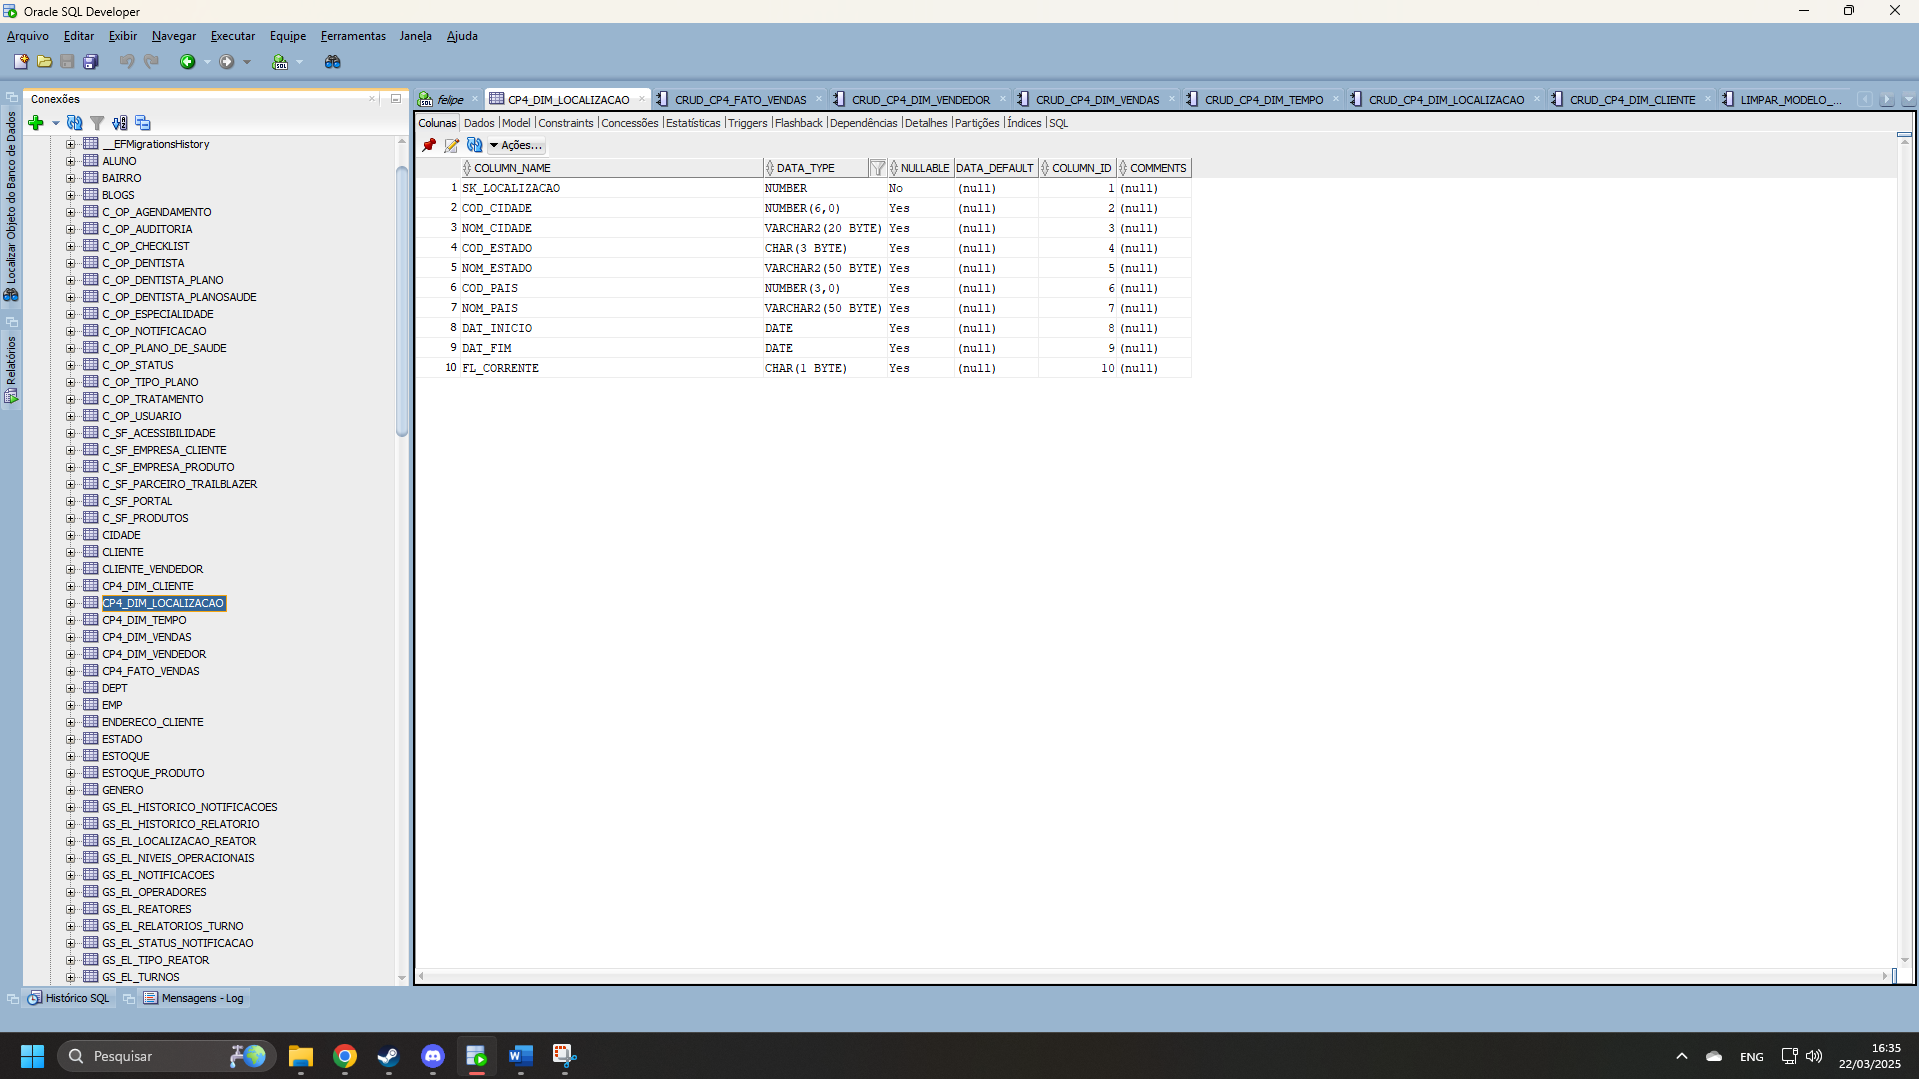 Oracle SQL Developer
Arquivo Editar Exibir Navegar Executar Equipe Ferramentas Janela Ajuda
Localizar Objeto do Banco de Dados
Relatórios
Conexões
__EFMigrationsHistory
ALUNO
BAIRRO
BLOGS
C_OP_AGENDAMENTO
C_OP_AUDITORIA
C_OP_CHECKLIST
C_OP_DENTISTA
C_OP_DENTISTA_PLANO
C_OP_DENTISTA_PLANOSAUDE
C_OP_ESPECIALIDADE
C_OP_NOTIFICACAO
C_OP_PLANO_DE_SAUDE
C_OP_STATUS
C_OP_TIPO_PLANO
C_OP_TRATAMENTO
C_OP_USUARIO
C_SF_ACESSIBILIDADE
C_SF_EMPRESA_CLIENTE
C_SF_EMPRESA_PRODUTO
C_SF_PARCEIRO_TRAILBLAZER
C_SF_PORTAL
C_SF_PRODUTOS
CIDADE
CLIENTE
CLIENTE_VENDEDOR
CP4_DIM_CLIENTE
CP4_DIM_LOCALIZACAO
CP4_DIM_TEMPO
CP4_DIM_VENDAS
CP4_DIM_VENDEDOR
CP4_FATO_VENDAS
DEPT
EMP
ENDERECO_CLIENTE
ESTADO
ESTOQUE
ESTOQUE_PRODUTO
GENERO
GS_EL_HISTORICO_NOTIFICACOES
GS_EL_HISTORICO_RELATORIO
GS_EL_LOCALIZACAO_REATOR
GS_EL_NIVEIS_OPERACIONAIS
GS_EL_NOTIFICACOES
GS_EL_OPERADORES
GS_EL_REATORES
GS_EL_RELATORIOS_TURNO
GS_EL_STATUS_NOTIFICACAO
GS_EL_TIPO_REATOR
GS_EL_TURNOS
felipe CP4_DIM_LOCALIZACAO CRUD_CP4_FATO_VENDAS CRUD_CP4_DIM_VENDEDOR CRUD_CP4_DIM_VENDAS CRUD_CP4_DIM_TEMPO CRUD_CP4_DIM_LOCALIZACAO CRUD_CP4_DIM_CLIENTE LIMPAR_MODELO_...
Colunas Dados Model Constraints Concessões Estatísticas Triggers Flashback Dependências Detalhes Partições Índices SQL
Ações...
COLUMN_NAME DATA_TYPE NULLABLE DATA_DEFAULT COLUMN_ID COMMENTS
1 SK_LOCALIZACAO NUMBER No (null) 1 (null)
2 COD_CIDADE NUMBER(6,0) Yes (null) 2 (null)
3 NOM_CIDADE VARCHAR2(20 BYTE) Yes (null) 3 (null)
4 COD_ESTADO CHAR(3 BYTE) Yes (null) 4 (null)
5 NOM_ESTADO VARCHAR2(50 BYTE) Yes (null) 5 (null)
6 COD_PAIS NUMBER(3,0) Yes (null) 6 (null)
7 NOM_PAIS VARCHAR2(50 BYTE) Yes (null) 7 (null)
8 DAT_INICIO DATE Yes (null) 8 (null)
9 DAT_FIM DATE Yes (null) 9 (null)
10 FL_CORRENTE CHAR(1 BYTE) Yes (null) 10 (null)
Histórico SQL Mensagens - Log
Pesquisar
ENG
16:35
22/03/2025